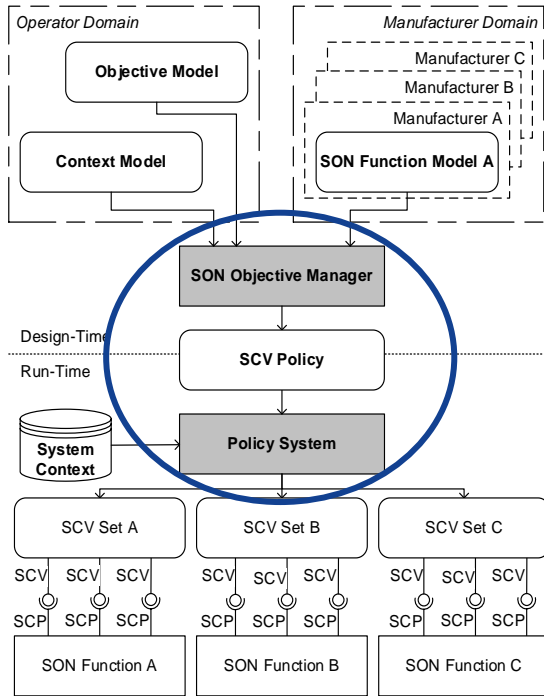 Operator Domain
Manufacturer Domain
Objective Model
Context Model
Manufacturer C
Manufacturer B
Manufacturer A
SON Function Model A
SON Objective Manager
Design-Time
SCV Policy
Run-Time
System
Context
Policy System
SCV Set A
SCV Set B
SCV Set C
SCV SCV SCV SCV SCV SCV SCV SCV SCV
SCP SCP SCP SCP SCP SCP SCP SCP SCP
SON Function A
SON Function B
SON Function C